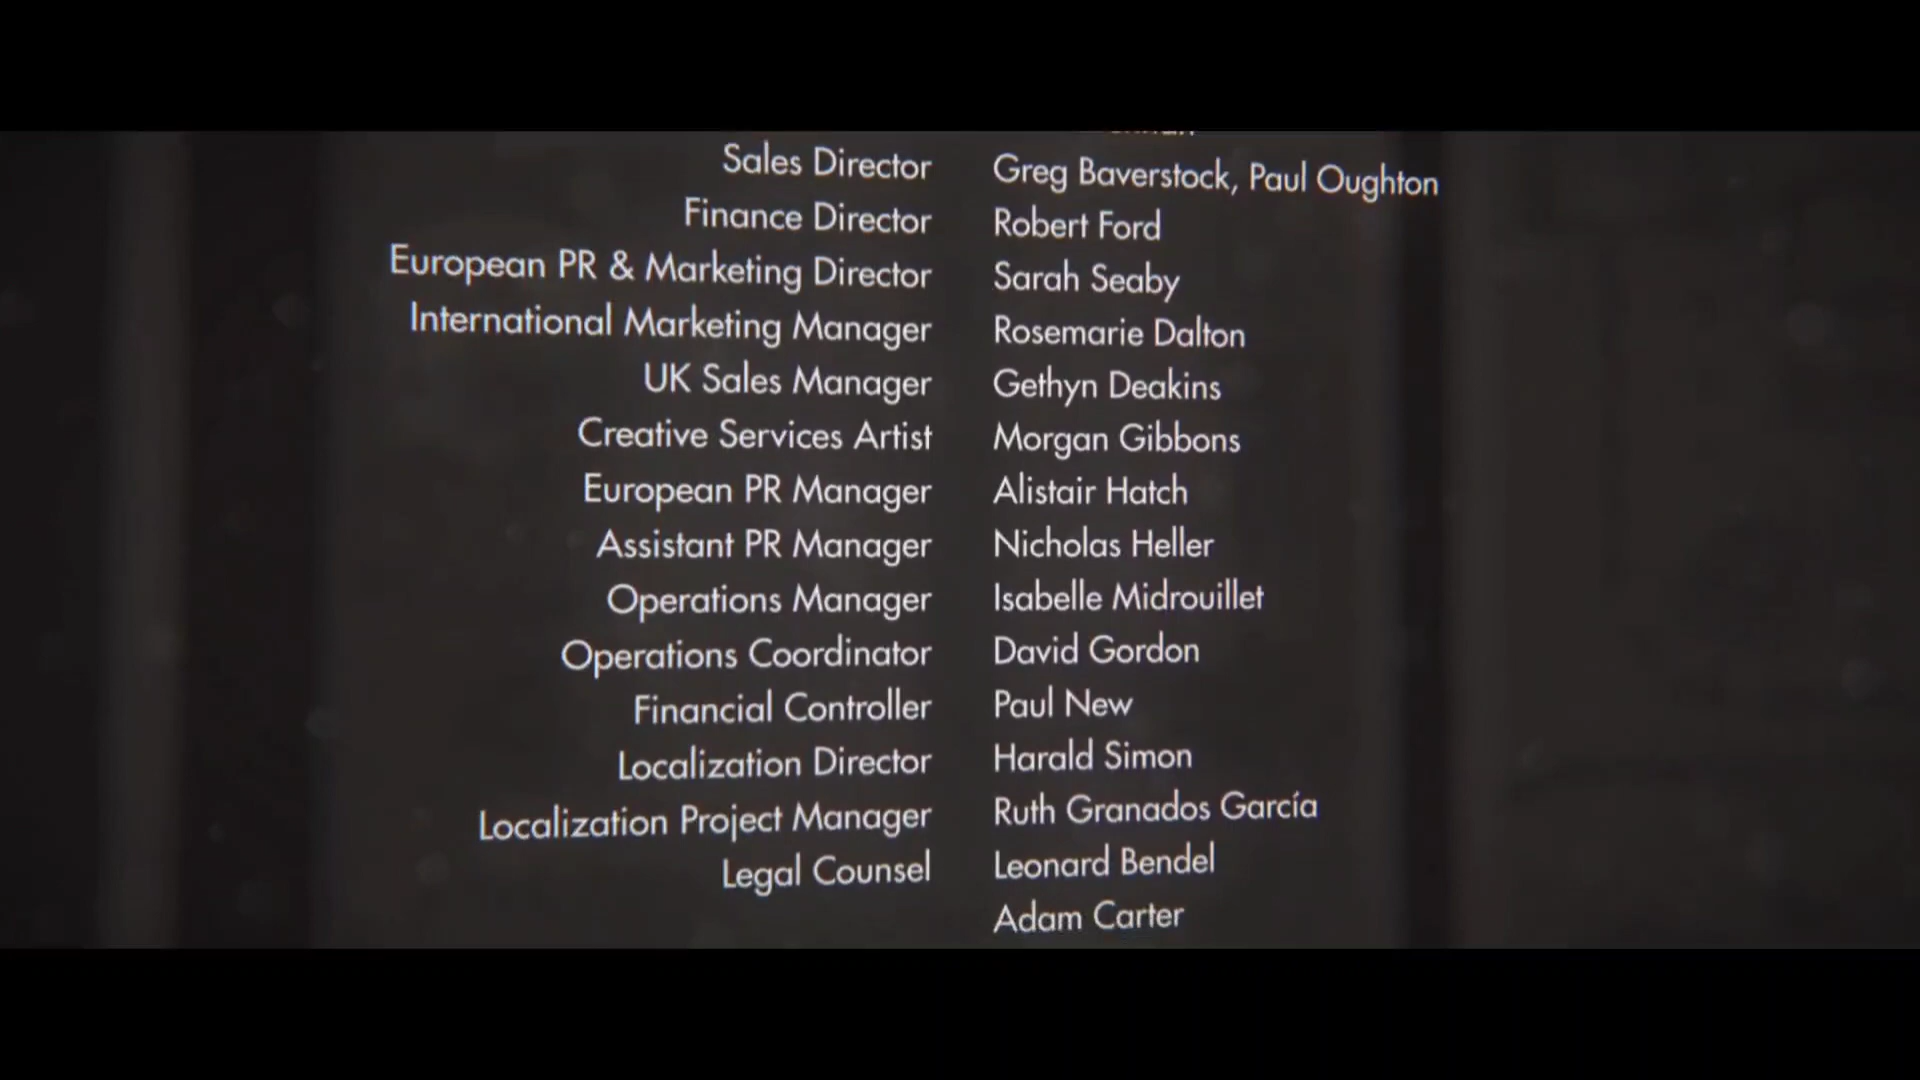 Sales Director Greg Baverstock, Paul Oughton
Finance Director Robert Ford
European PR & Marketing Director Sarah Seaby
International Marketing Manager Rosemarie Dalton
UK Sales Manager Gethyn Deakins
Creative Services Artist Morgan Gibbons
European PR Manager Alistair Hatch
Assistant PR Manager Nicholas Heller
Operations Manager Isabelle Midrouillet
Operations Coordinator David Gordon
Financial Controller Paul New
Localization Director Harald Simon
Localization Project Manager Ruth Granados García
Legal Counsel Leonard Bendel
Adam Carter